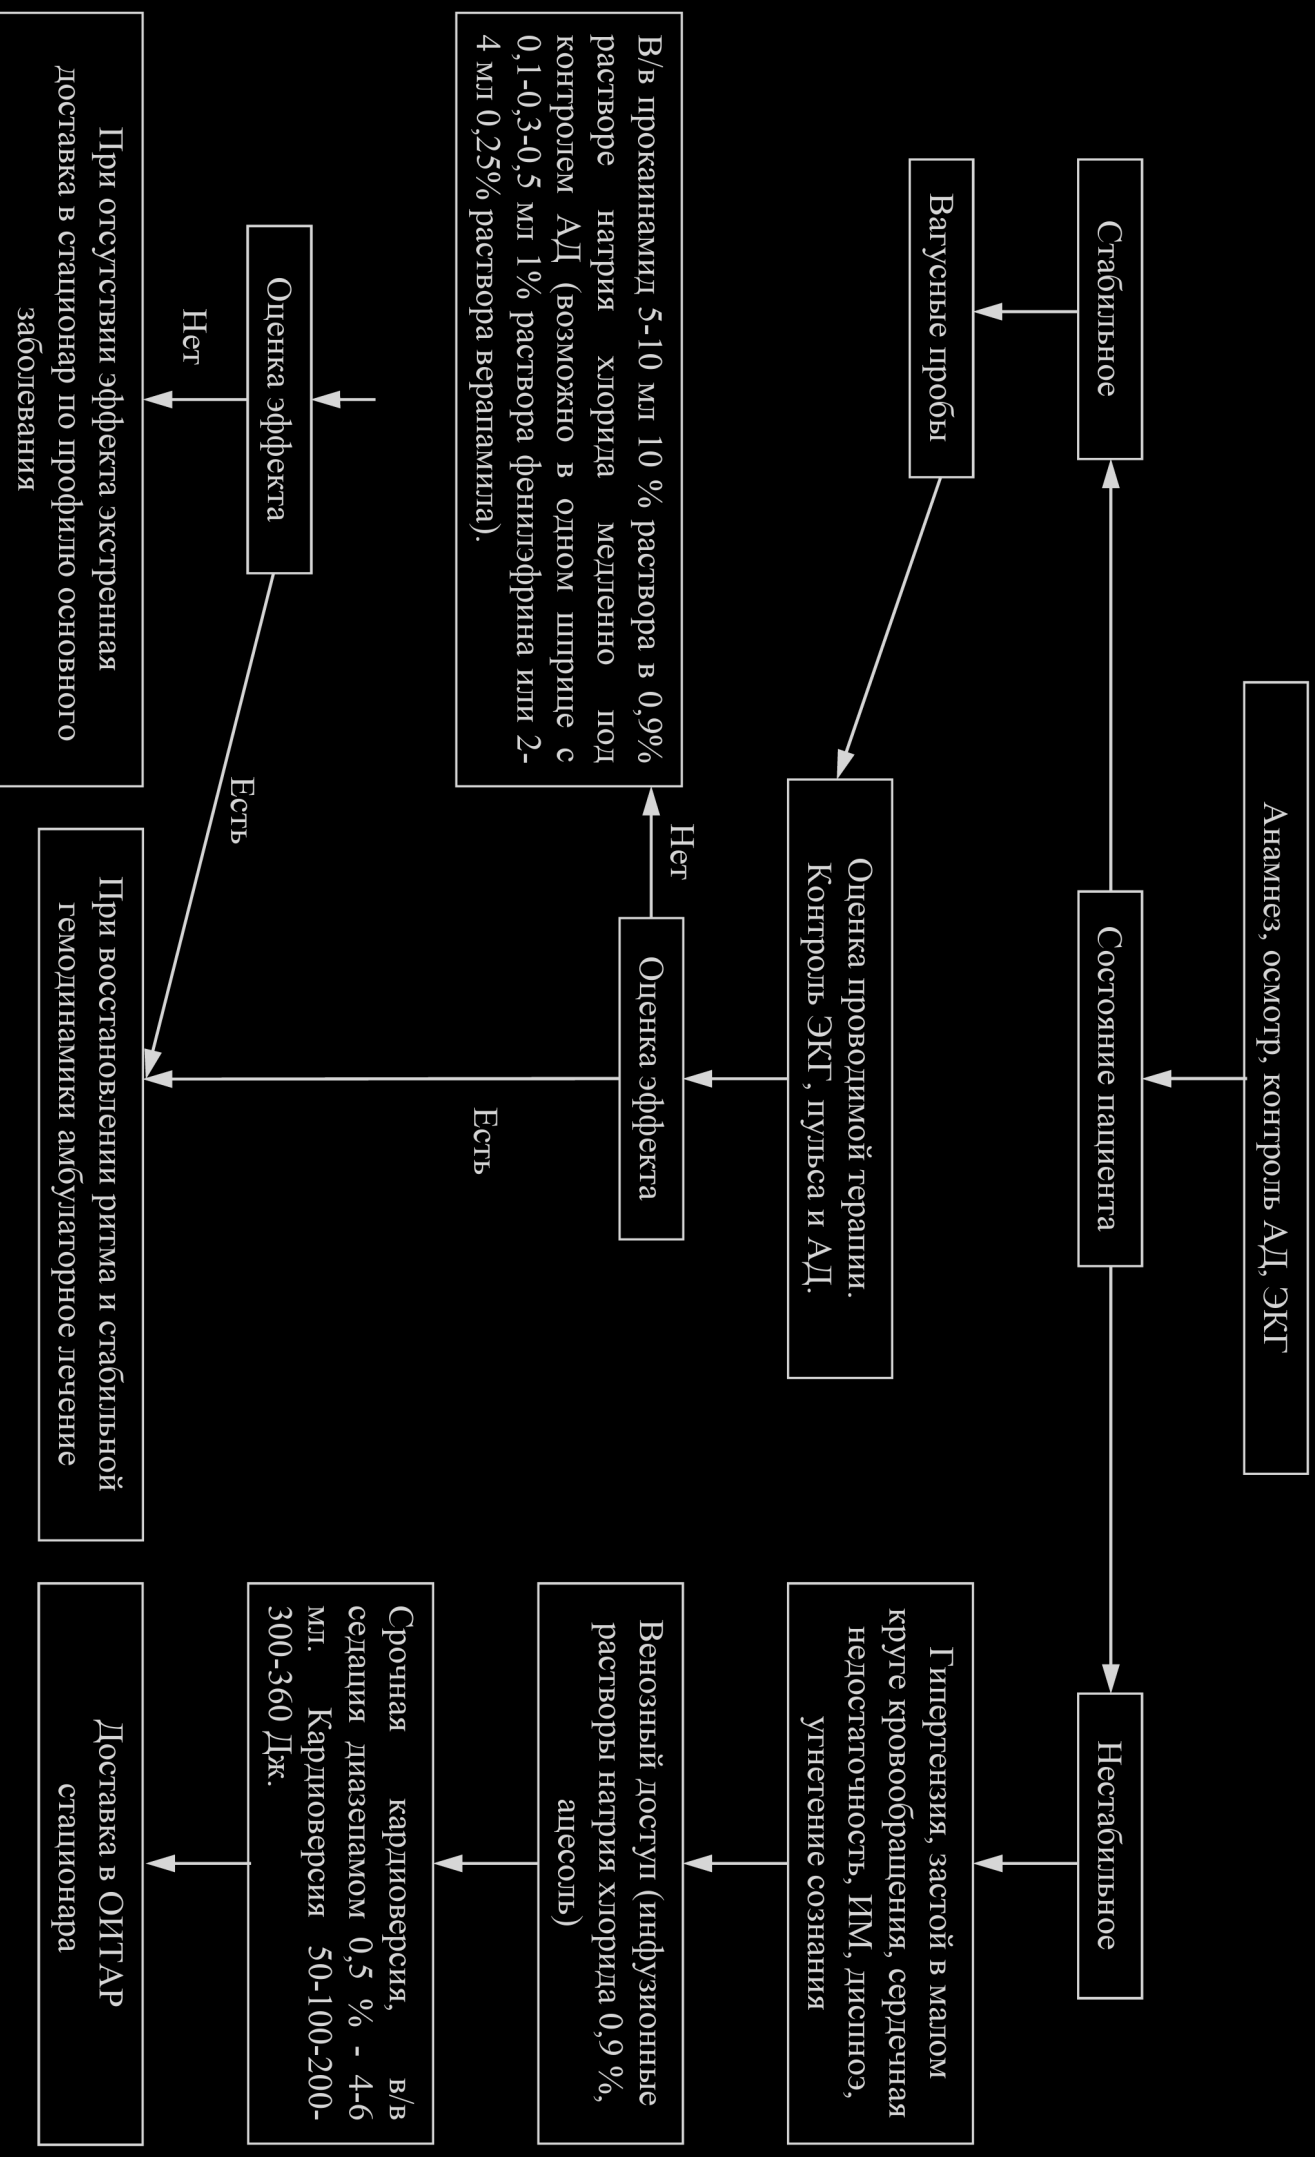 Анамнез, осмотр, контроль АД, ЭКГ
Стабильное
Состояние пациента
Нестабильное
Вагусные пробы
Гипертензия, застой в малом
круге кровообращения, сердечная
недостаточность, ИМ, диспноэ,
угнетение сознания
Оценка проводимой терапии.
Контроль ЭКГ, пульса и АД.
В/в прокаинамид 5-10 мл 10 % раствора в 0,9%
растворе натрия хлорида медленно под
контролем АД (возможно в одном шприце с
0,1-0,3-0,5 мл 1% раствора фенилэфрина или 2-
4 мл 0,25% раствора верапамила).
Нет
Оценка эффекта
Есть
Венозный доступ (инфузионные
растворы натрия хлорида 0,9 %,
ацесоль)
Срочная кардиоверсия, в/в
седация диазепамом 0,5 % - 4-6
мл. Кардиоверсия 50-100-200-
300-360 Дж.
Оценка эффекта
Нет
Есть
При отсутствии эффекта экстренная
доставка в стационар по профилю основного
заболевания
При восстановлении ритма и стабильной
гемодинамики амбулаторное лечение
Доставка в ОИТАР
стационара